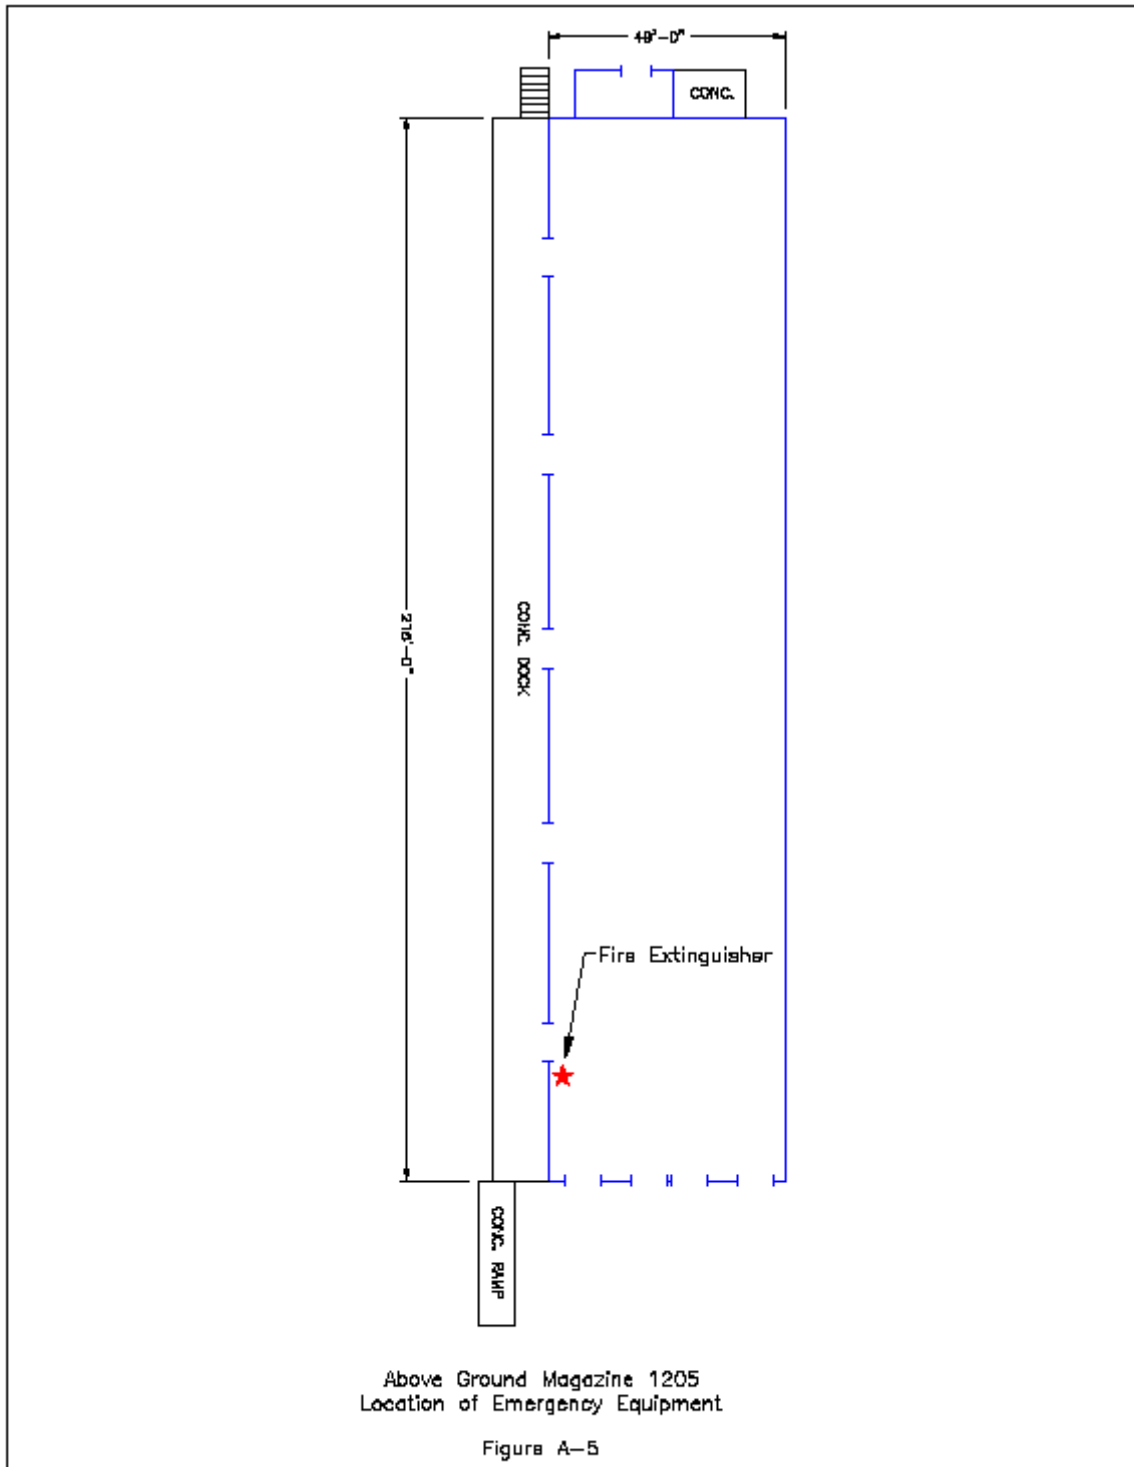 48'-0"
CONC.
216'-0"
CONC. DOCK
Fire Extinguisher
CONC. RAMP
Above Ground Magazine 1205
Location of Emergency Equipment
Figure A-5